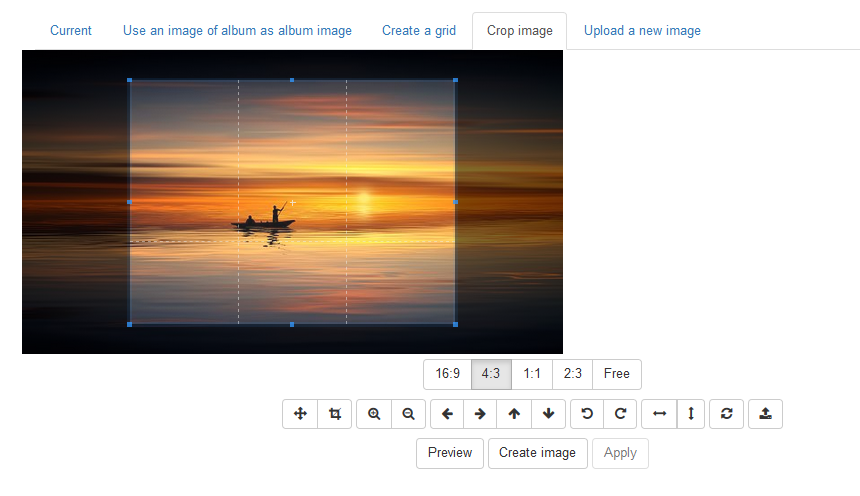 Current Use an image of album as album image Create a grid Crop image Upload a new image
16:9 4:3 1:1 2:3 Free
Preview Create image Apply